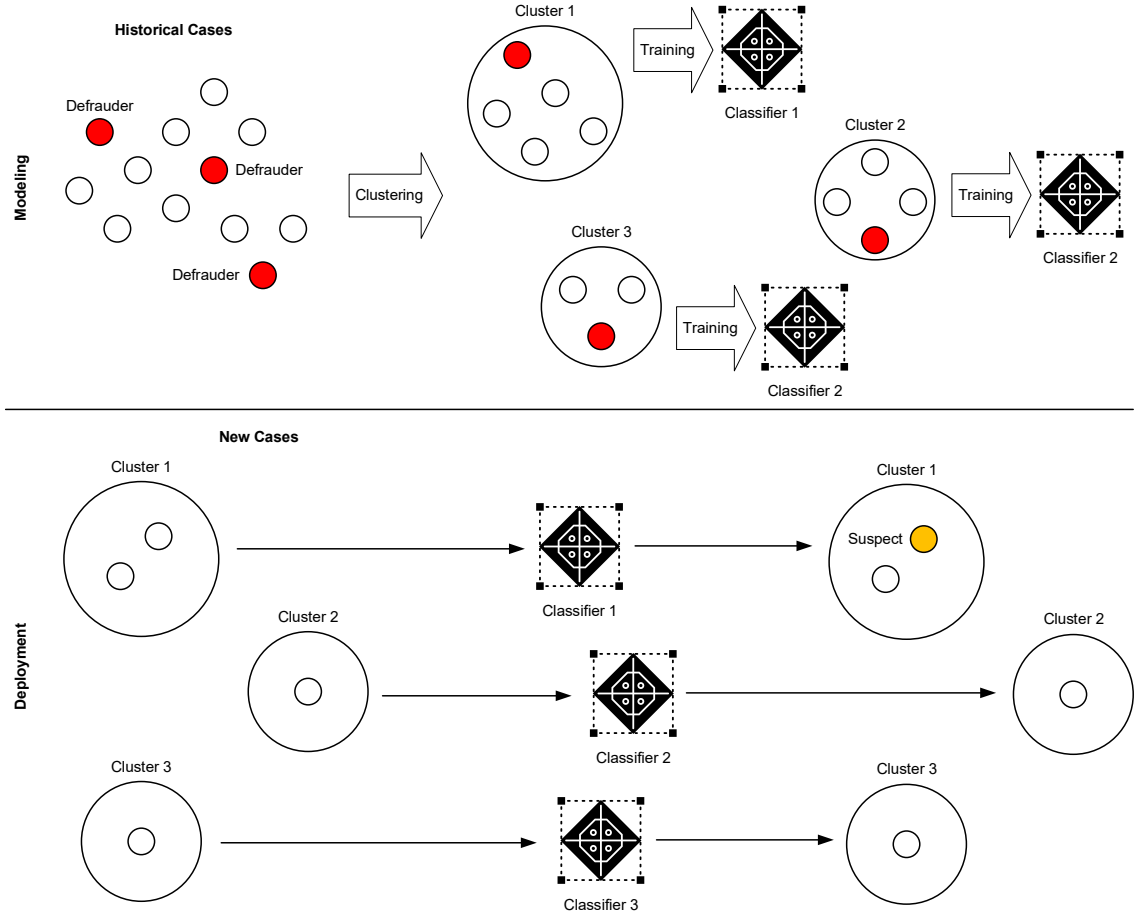 Historical Cases
Cluster 1
Training
Classifier 1
Defrauder
Defrauder
Defrauder
Clustering
Cluster 2
Training
Classifier 2
Cluster 3
Training
Classifier 2
Modeling
New Cases
Cluster 1
Classifier 1
Cluster 1
Suspect
Cluster 2
Classifier 2
Cluster 2
Deployment
Cluster 3
Classifier 3
Cluster 3